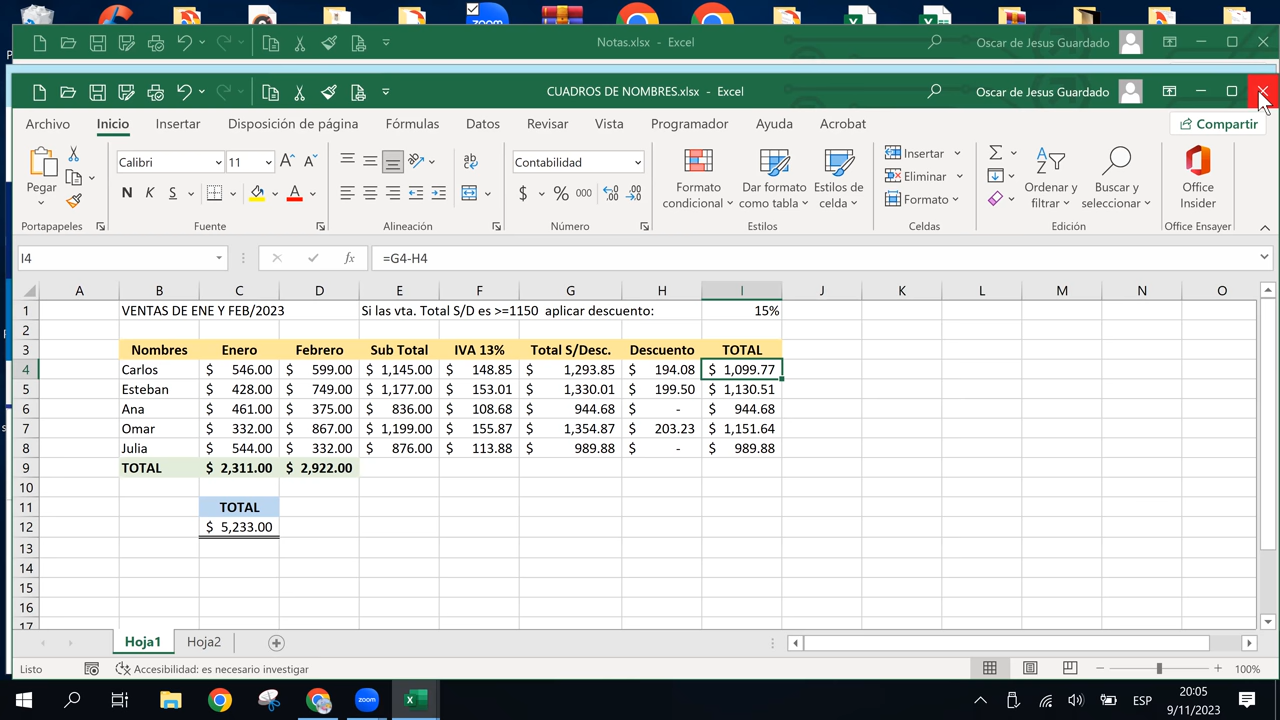 zoom
Notas.xlsx - Excel
Oscar de Jesus Guardado
CUADROS DE NOMBRES.xlsx - Excel
Oscar de Jesus Guardado
Archivo Inicio Insertar Disposición de página Fórmulas Datos Revisar Vista Programador Ayuda Acrobat Compartir
Pegar
Calibri 11
N K S
Contabilidad
$ % 000
Formato condicional
Dar formato como tabla
Estilos de celda
Insertar
Eliminar
Formato
Ordenar y filtrar
Buscar y seleccionar
Office Insider
Portapapeles Fuente Alineación Número Estilos Celdas Edición Office Ensayer
I4 fx =G4-H4
A B C D E F G H I J K L M N O
1 VENTAS DE ENE Y FEB/2023 Si las vta. Total S/D es >=1150 aplicar descuento: 15%
2
3 Nombres Enero Febrero Sub Total IVA 13% Total S/Desc. Descuento TOTAL
4 Carlos $ 546.00 $ 599.00 $ 1,145.00 $ 148.85 $ 1,293.85 $ 194.08 $ 1,099.77
5 Esteban $ 428.00 $ 749.00 $ 1,177.00 $ 153.01 $ 1,330.01 $ 199.50 $ 1,130.51
6 Ana $ 461.00 $ 375.00 $ 836.00 $ 108.68 $ 944.68 $ - $ 944.68
7 Omar $ 332.00 $ 867.00 $ 1,199.00 $ 155.87 $ 1,354.87 $ 203.23 $ 1,151.64
8 Julia $ 544.00 $ 332.00 $ 876.00 $ 113.88 $ 989.88 $ - $ 989.88
9 TOTAL $ 2,311.00 $ 2,922.00
10
11 TOTAL
12 $ 5,233.00
13
14
15
16
17
Hoja1 Hoja2
Listo Accesibilidad: es necesario investigar 100%
ESP
20:05
9/11/2023